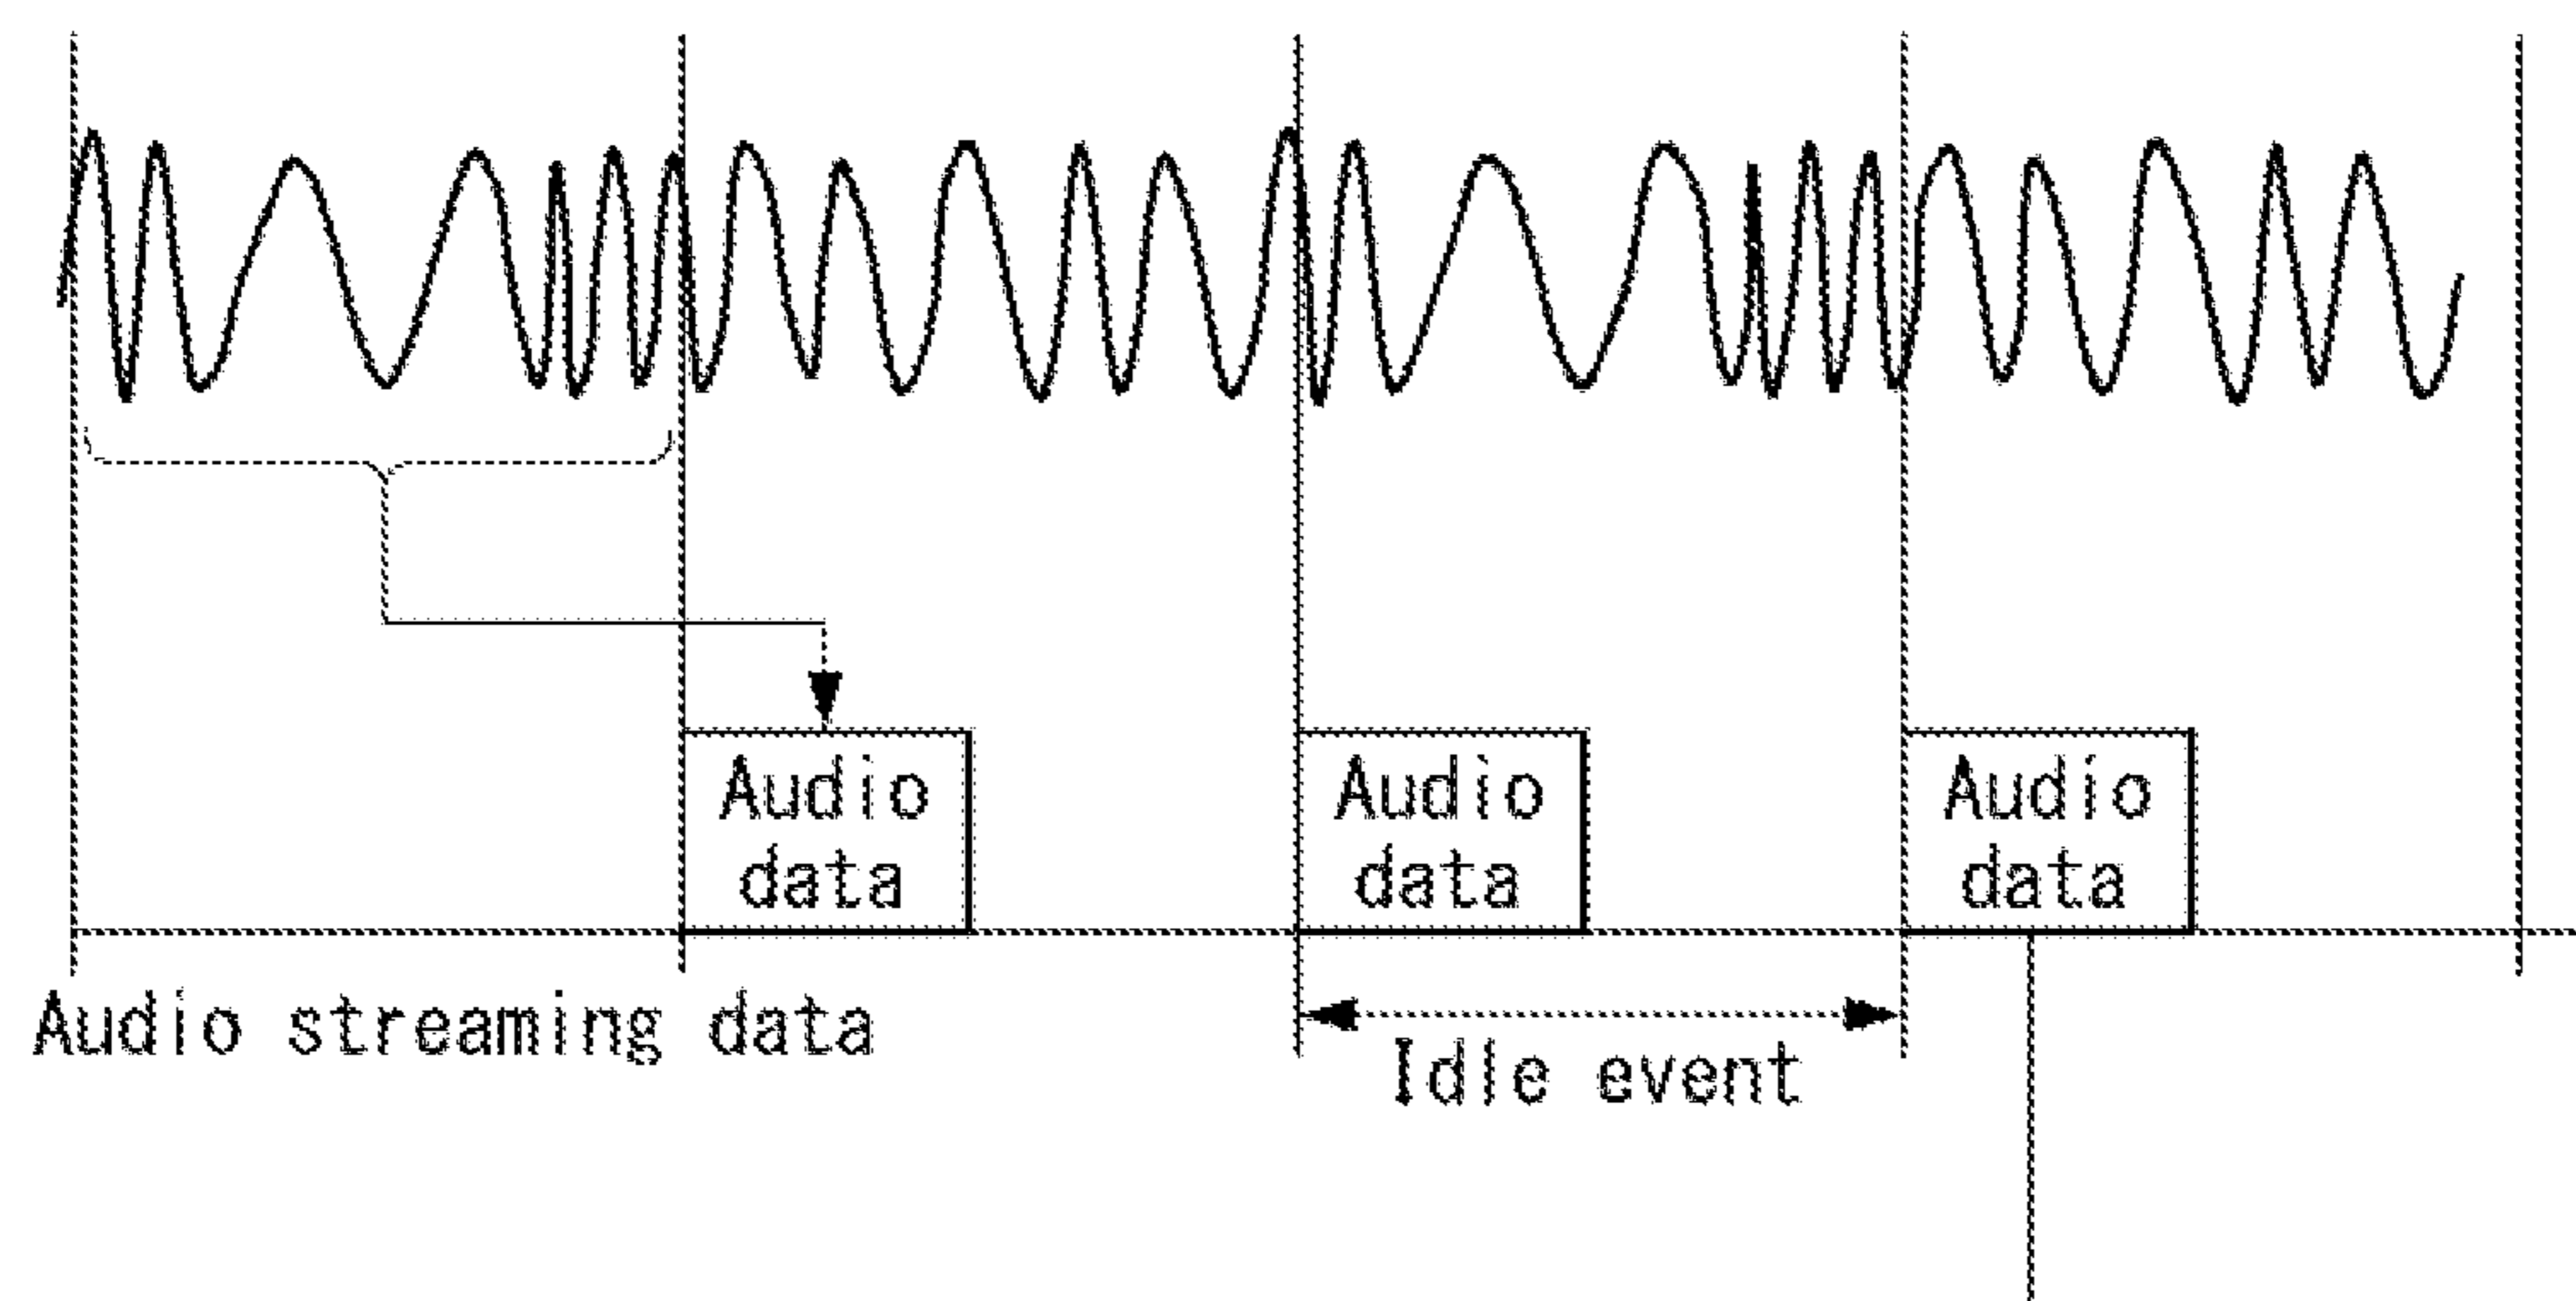 Audio
data
Audio
data
Audio
data
Audio streaming data
Idle event